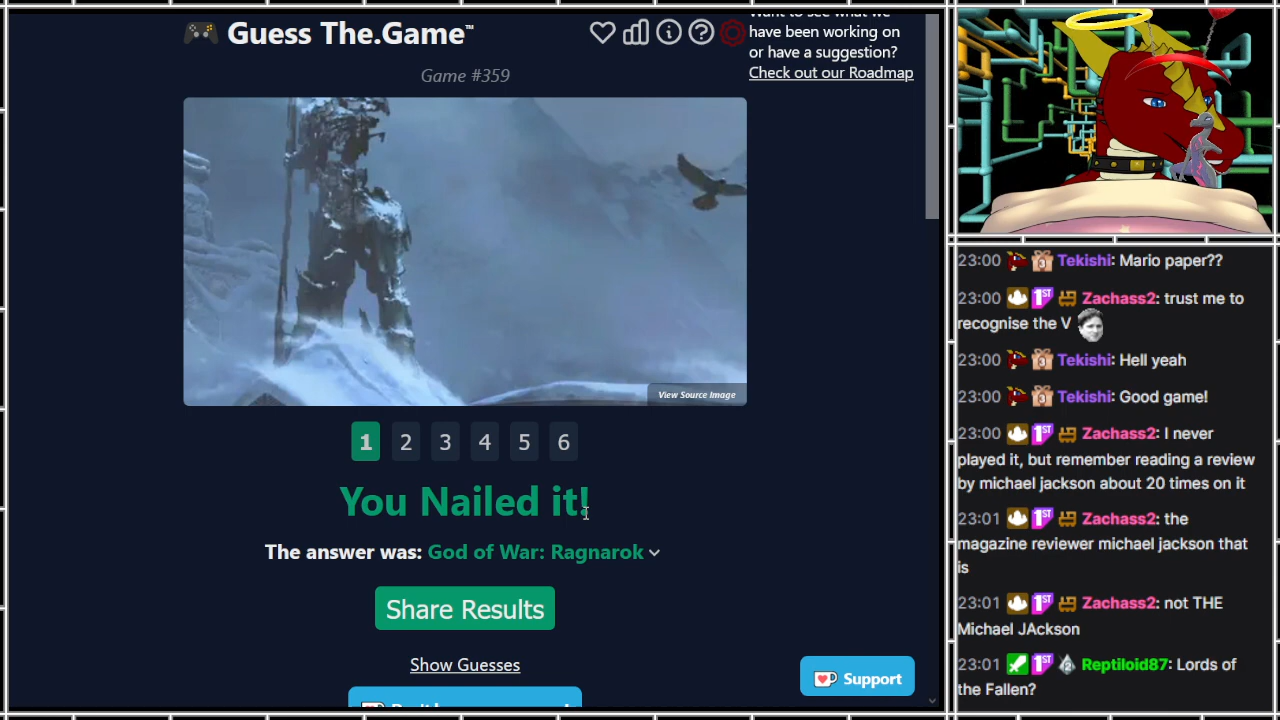 Guess The.Game™
Want to see what we
have been working on
or have a suggestion?
Check out our Roadmap
Game #359
View Source Image
1 2 3 4 5 6
You Nailed it!
The answer was: God of War: Ragnarok
Share Results
Show Guesses
Support
23:00 Tekishi: Mario paper??
23:00 Zachass2: trust me to
recognise the V
23:00 Tekishi: Hell yeah
23:00 Tekishi: Good game!
23:00 Zachass2: I never
played it, but remember reading a review
by michael jackson about 20 times on it
23:01 Zachass2: the
magazine reviewer michael jackson that
is
23:01 Zachass2: not THE
Michael JAckson
23:01 Reptiloid87: Lords of
the Fallen?